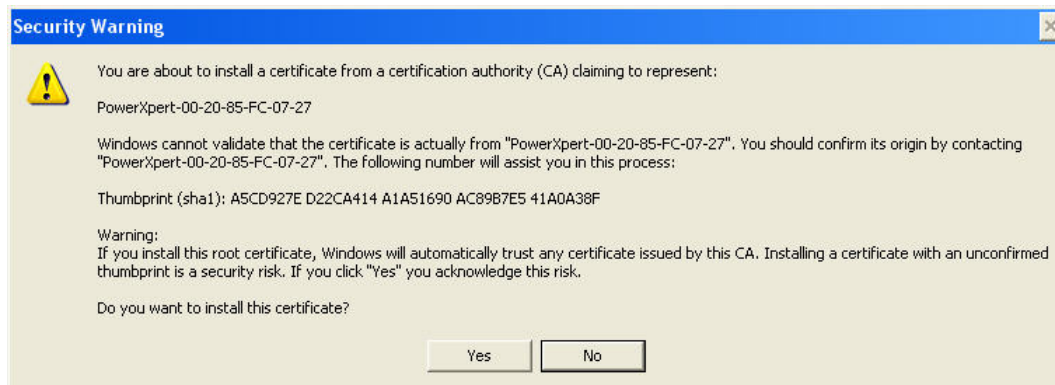 Security Warning
You are about to install a certificate from a certification authority (CA) claiming to represent:
PowerXpert-00-20-85-FC-07-27
Windows cannot validate that the certificate is actually from "PowerXpert-00-20-85-FC-07-27". You should confirm its origin by contacting
"PowerXpert-00-20-85-FC-07-27". The following number will assist you in this process:
Thumbprint (sha1): A5CD927E D22CA414 A1A51690 AC89B7E5 41A0A38F
Warning:
If you install this root certificate, Windows will automatically trust any certificate issued by this CA. Installing a certificate with an unconfirmed
thumbprint is a security risk. If you click "Yes" you acknowledge this risk.
Do you want to install this certificate?
Yes No